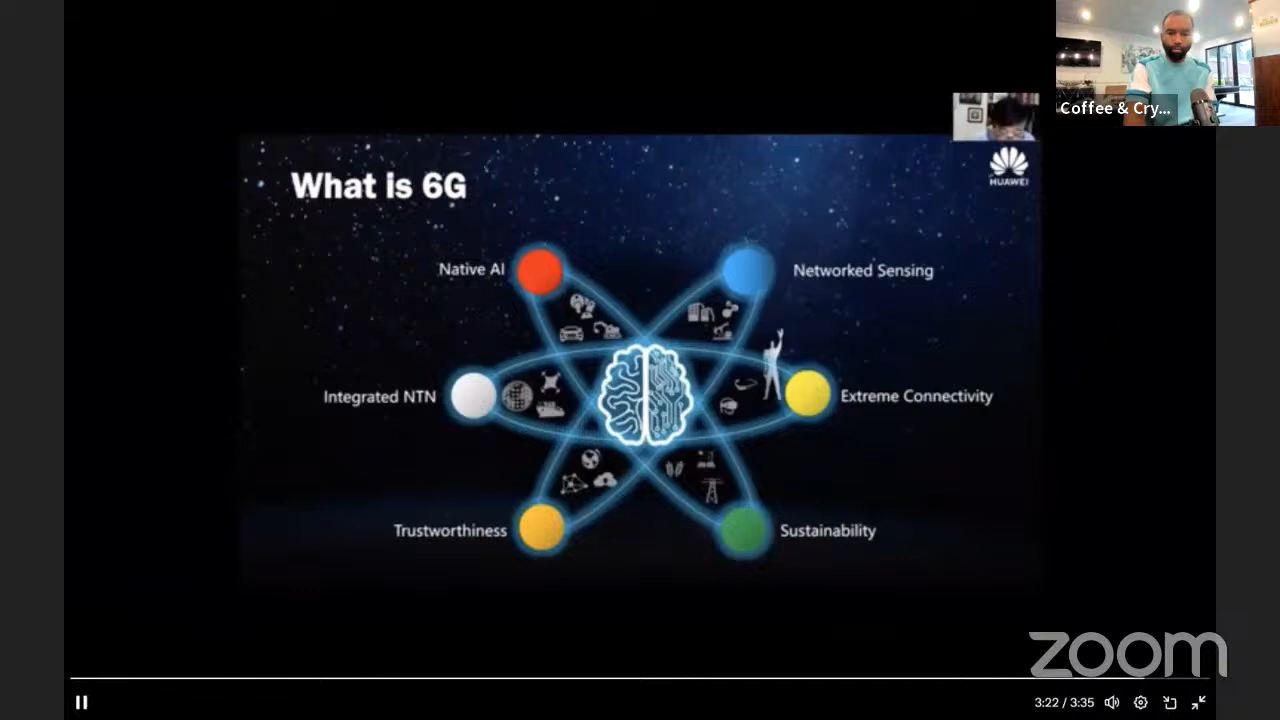 Coffee & Cry...
What is 6G
HUAWEI
Native AI
Networked Sensing
Integrated NTN
Extreme Connectivity
Trustworthiness
Sustainability
zoom
3:22 / 3:35